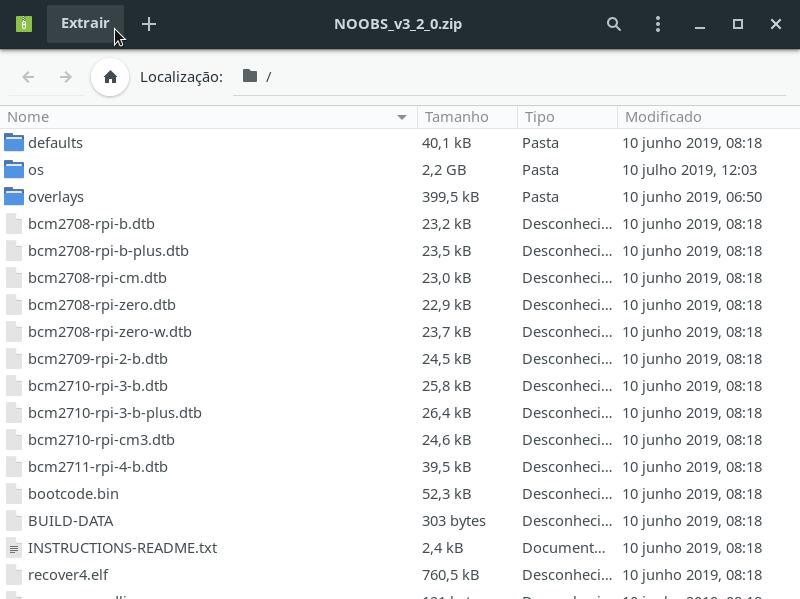 Extrair
NOOBS_v3_2_0.zip
Localização: /
Nome Tamanho Tipo Modificado
defaults 40,1 kB Pasta 10 junho 2019, 08:18
os 2,2 GB Pasta 10 julho 2019, 12:03
overlays 399,5 kB Pasta 10 junho 2019, 06:50
bcm2708-rpi-b.dtb 23,2 kB Desconheci... 10 junho 2019, 08:18
bcm2708-rpi-b-plus.dtb 23,5 kB Desconheci... 10 junho 2019, 08:18
bcm2708-rpi-cm.dtb 23,0 kB Desconheci... 10 junho 2019, 08:18
bcm2708-rpi-zero.dtb 22,9 kB Desconheci... 10 junho 2019, 08:18
bcm2708-rpi-zero-w.dtb 23,7 kB Desconheci... 10 junho 2019, 08:18
bcm2709-rpi-2-b.dtb 24,5 kB Desconheci... 10 junho 2019, 08:18
bcm2710-rpi-3-b.dtb 25,8 kB Desconheci... 10 junho 2019, 08:18
bcm2710-rpi-3-b-plus.dtb 26,4 kB Desconheci... 10 junho 2019, 08:18
bcm2710-rpi-cm3.dtb 24,6 kB Desconheci... 10 junho 2019, 08:18
bcm2711-rpi-4-b.dtb 39,5 kB Desconheci... 10 junho 2019, 08:18
bootcode.bin 52,3 kB Desconheci... 10 junho 2019, 08:18
BUILD-DATA 303 bytes Desconheci... 10 junho 2019, 08:18
INSTRUCTIONS-README.txt 2,4 kB Document... 10 junho 2019, 08:18
recover4.elf 760,5 kB Desconheci... 10 junho 2019, 08:18